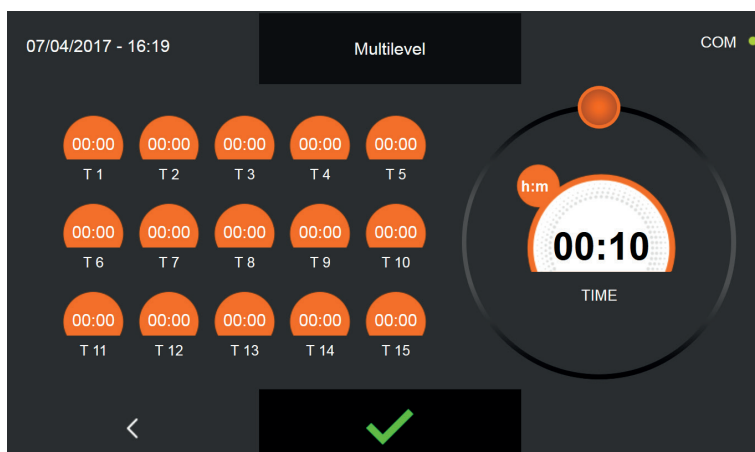 07/04/2017 - 16:19
Multilevel
COM
00:00 00:00 00:00 00:00 00:00
T 1 T 2 T 3 T 4 T 5
00:00 00:00 00:00 00:00 00:00
T 6 T 7 T 8 T 9 T 10
00:00 00:00 00:00 00:00 00:00
T 11 T 12 T 13 T 14 T 15
h:m
00:10
TIME